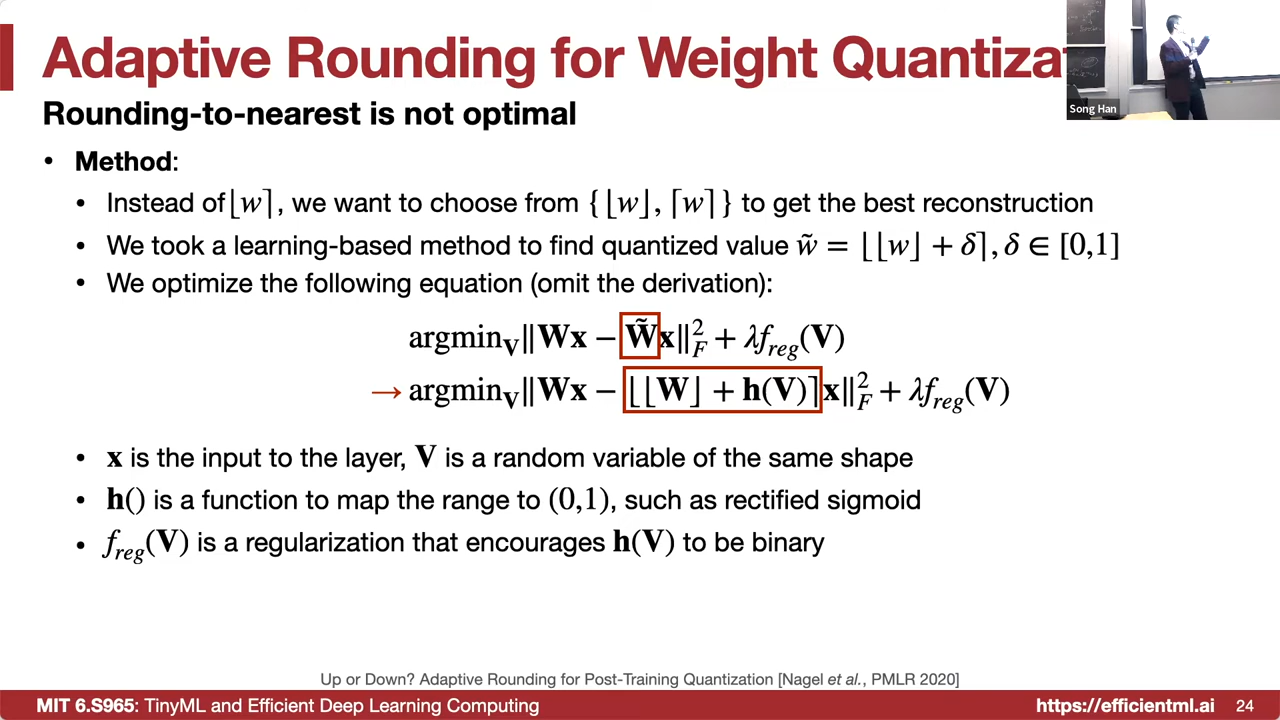 Adaptive Rounding for Weight Quantiza
Song Han
Rounding-to-nearest is not optimal
• Method:
• Instead of ⌊w⌉, we want to choose from {⌊w⌋, ⌈w⌉} to get the best reconstruction
• We took a learning-based method to find quantized value w̃ = ⌊⌊w⌋ + δ⌉, δ ∈ [0,1]
• We optimize the following equation (omit the derivation):
argmin_V ‖Wx − W̃x‖²_F + λf_reg(V)
→ argmin_V ‖Wx − ⌊⌊W⌋ + h(V)⌉x‖²_F + λf_reg(V)
• x is the input to the layer, V is a random variable of the same shape
• h() is a function to map the range to (0,1), such as rectified sigmoid
• f_reg(V) is a regularization that encourages h(V) to be binary
Up or Down? Adaptive Rounding for Post-Training Quantization [Nagel et al., PMLR 2020]
MIT 6.S965: TinyML and Efficient Deep Learning Computing
https://efficientml.ai
24